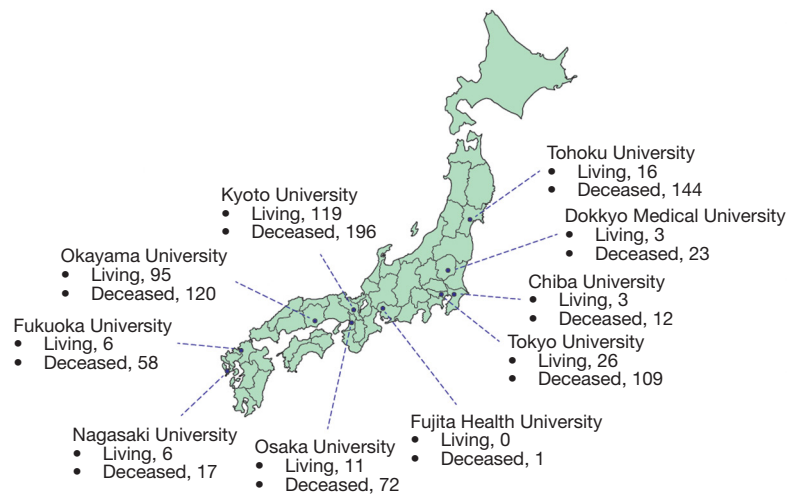 Tohoku University
• Living, 16
• Deceased, 144
Kyoto University
• Living, 119
• Deceased, 196
Dokkyo Medical University
• Living, 3
• Deceased, 23
Okayama University
• Living, 95
• Deceased, 120
Chiba University
• Living, 3
• Deceased, 12
Fukuoka University
• Living, 6
• Deceased, 58
Tokyo University
• Living, 26
• Deceased, 109
Fujita Health University
• Living, 0
• Deceased, 1
Nagasaki University
• Living, 6
• Deceased, 17
Osaka University
• Living, 11
• Deceased, 72